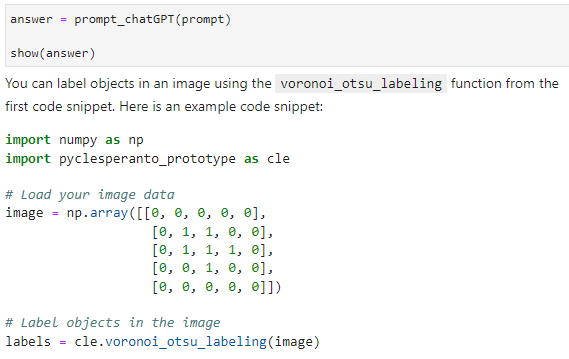 answer = prompt_chatGPT(prompt)
show(answer)
You can label objects in an image using the voronoi_otsu_labeling function from the
first code snippet. Here is an example code snippet:
import numpy as np
import pyclesperanto_prototype as cle
# Load your image data
image = np.array([[0, 0, 0, 0, 0],
                  [0, 1, 1, 0, 0],
                  [0, 1, 1, 1, 0],
                  [0, 0, 1, 0, 0],
                  [0, 0, 0, 0, 0]])
# Label objects in the image
labels = cle.voronoi_otsu_labeling(image)